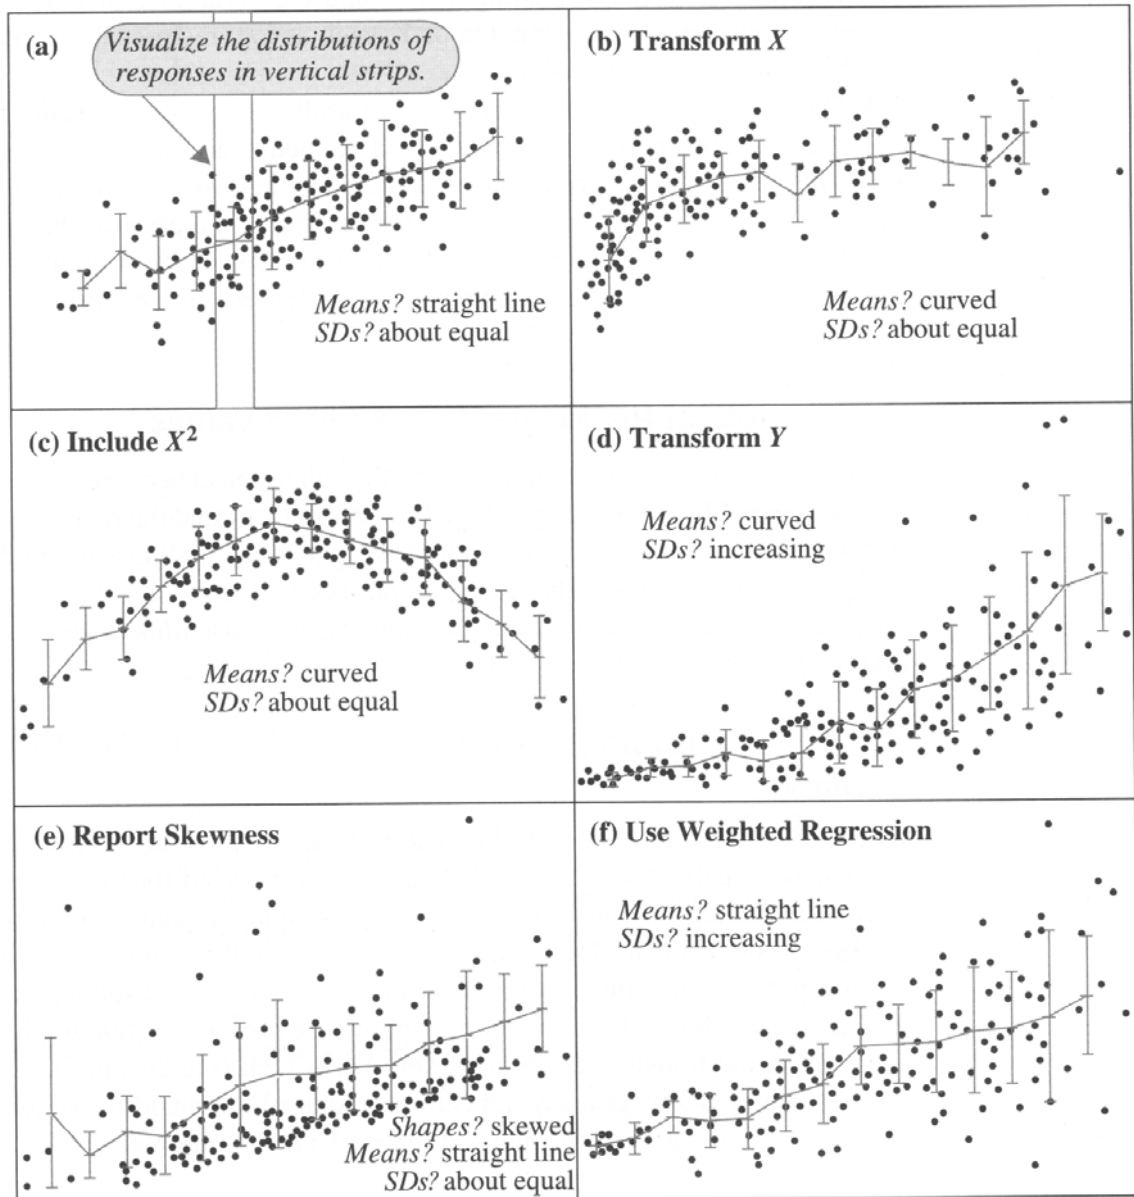 (a)
Visualize the distributions of
responses in vertical strips.
Means? straight line
SDs? about equal
(b) Transform X
Means? curved
SDs? about equal
(c) Include X²
Means? curved
SDs? about equal
(d) Transform Y
Means? curved
SDs? increasing
(e) Report Skewness
Shapes? skewed
Means? straight line
SDs? about equal
(f) Use Weighted Regression
Means? straight line
SDs? increasing